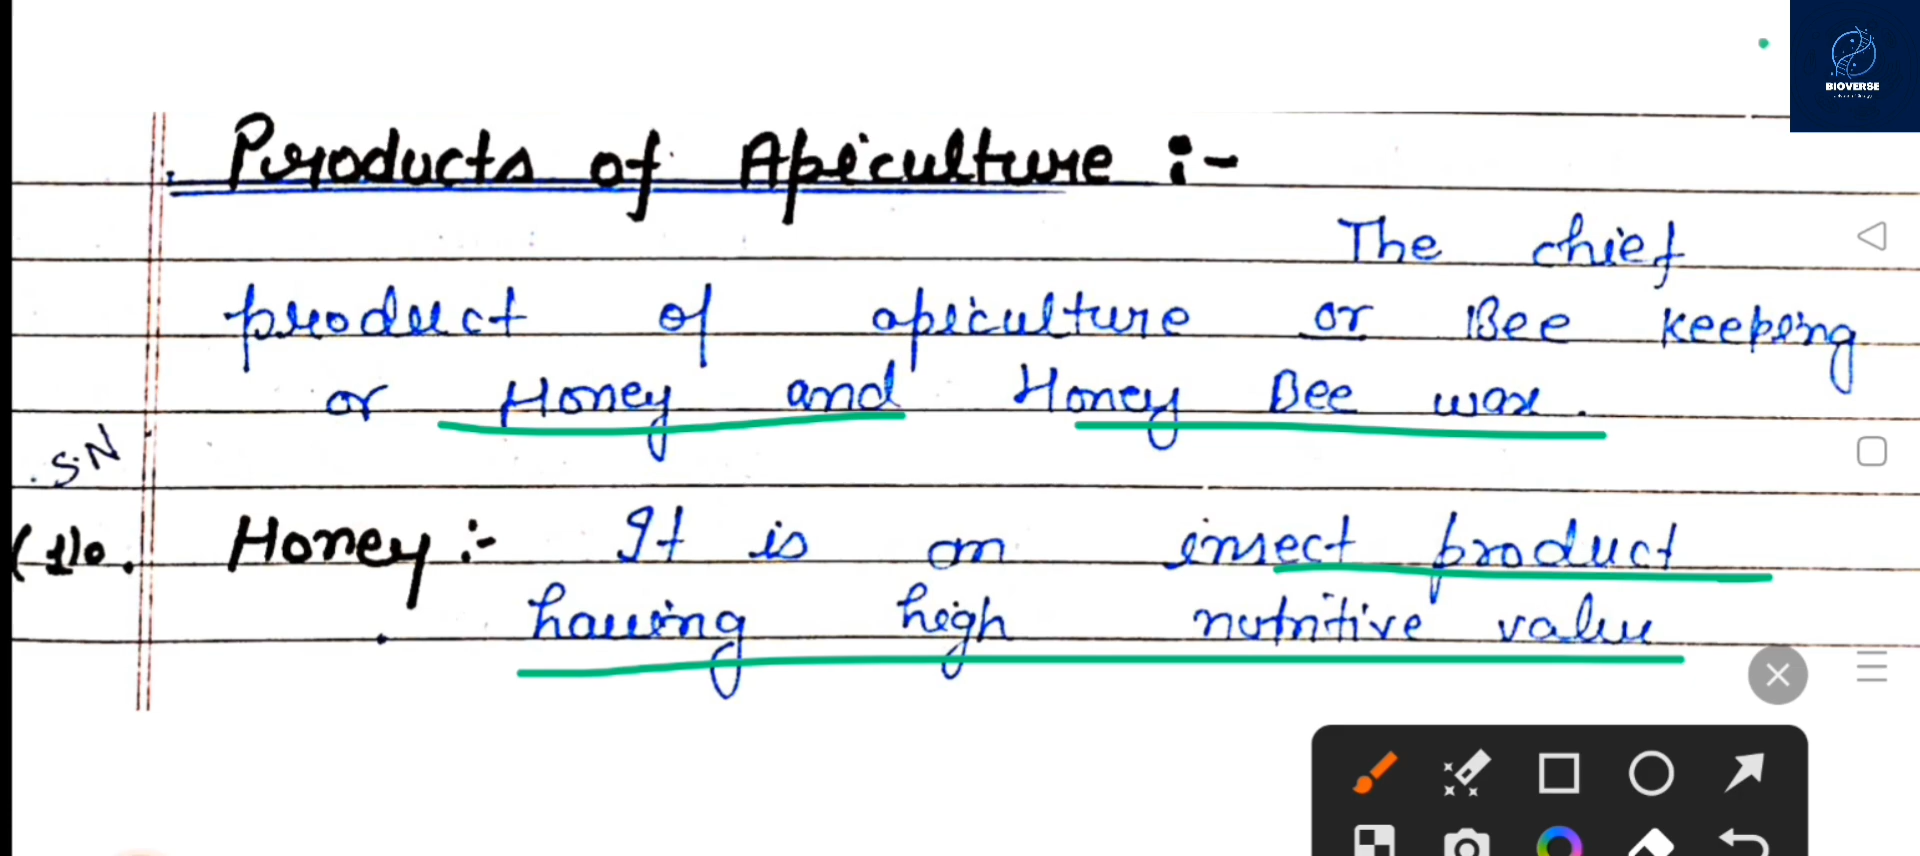 BIOVERSE
Products of Apiculture :-
The chief
product of apiculture or Bee keeping
or Honey and Honey Bee wax.
S.N
(1)o. Honey :- It is an insect product
having high nutritive value